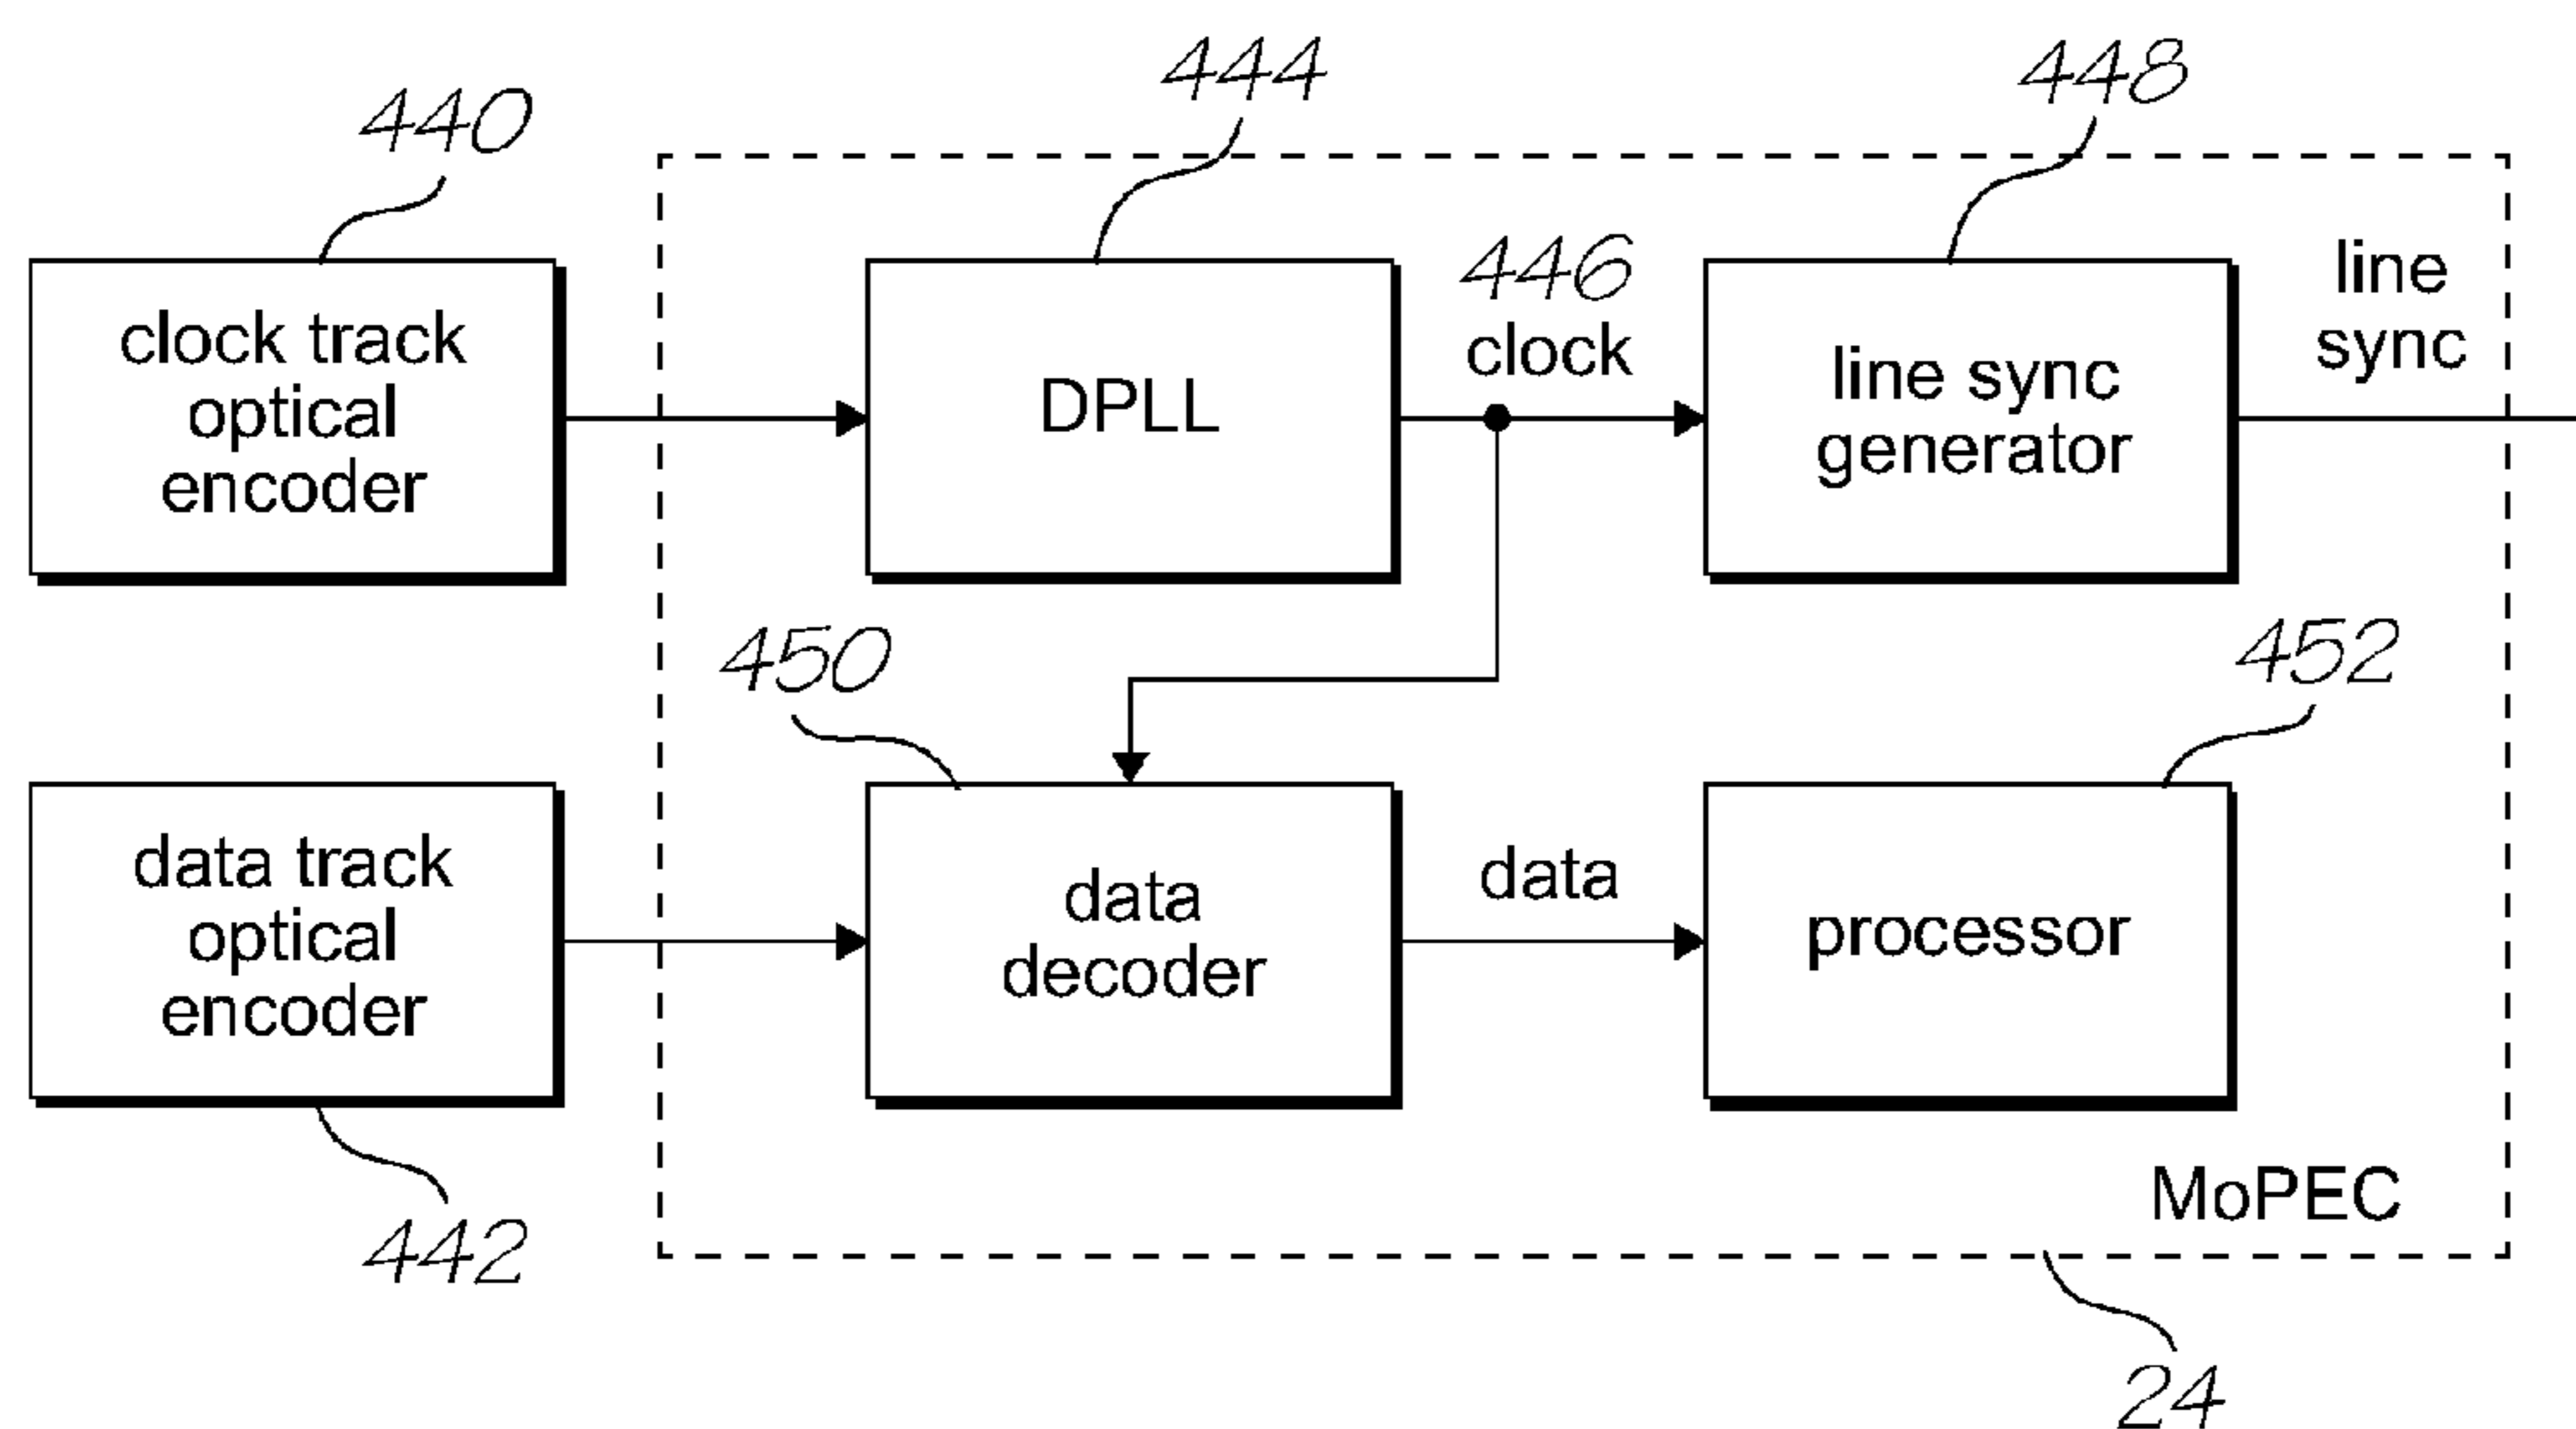 440
444
448
clock track
optical
encoder
DPLL
446
clock
line sync
generator
line
sync
450
452
data track
optical
encoder
data
decoder
data
processor
MoPEC
442
24